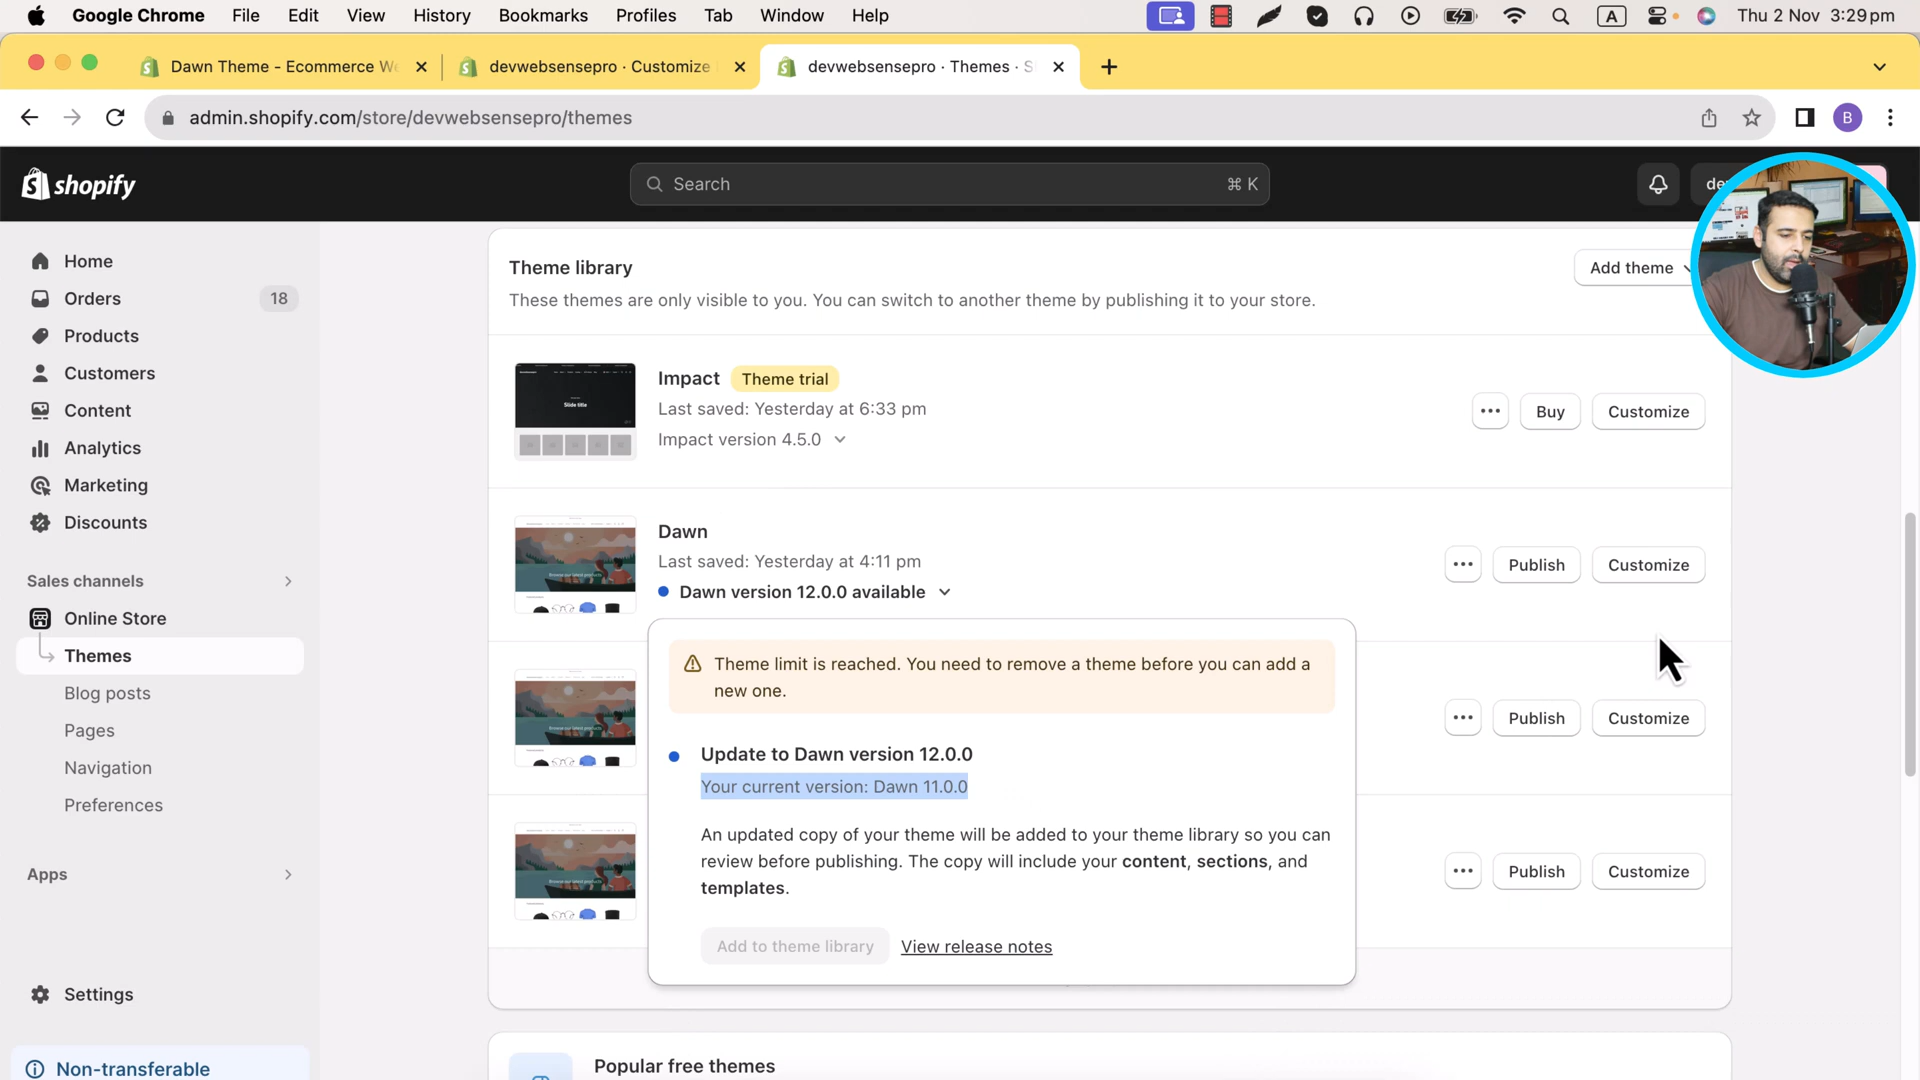 Google Chrome File Edit View History Bookmarks Profiles Tab Window Help A Thu 2 Nov 3:29 pm
Dawn Theme - Ecommerce We devwebsensepro · Customize devwebsensepro · Themes · S
admin.shopify.com/store/devwebsensepro/themes B
shopify Search ⌘ K dev
Home
Orders 18
Products
Customers
Content
Analytics
Marketing
Discounts
Sales channels
Online Store
Themes
Blog posts
Pages
Navigation
Preferences
Apps
Settings
Non-transferable
Theme library
Add theme
These themes are only visible to you. You can switch to another theme by publishing it to your store.
Slide title
Impact Theme trial
Last saved: Yesterday at 6:33 pm
Impact version 4.5.0
Buy Customize
Dawn
Last saved: Yesterday at 4:11 pm
Dawn version 12.0.0 available
Publish Customize
Theme limit is reached. You need to remove a theme before you can add a
new one.
Publish Customize
Update to Dawn version 12.0.0
Your current version: Dawn 11.0.0
An updated copy of your theme will be added to your theme library so you can
review before publishing. The copy will include your content, sections, and
templates.
Publish Customize
Add to theme library View release notes
Popular free themes